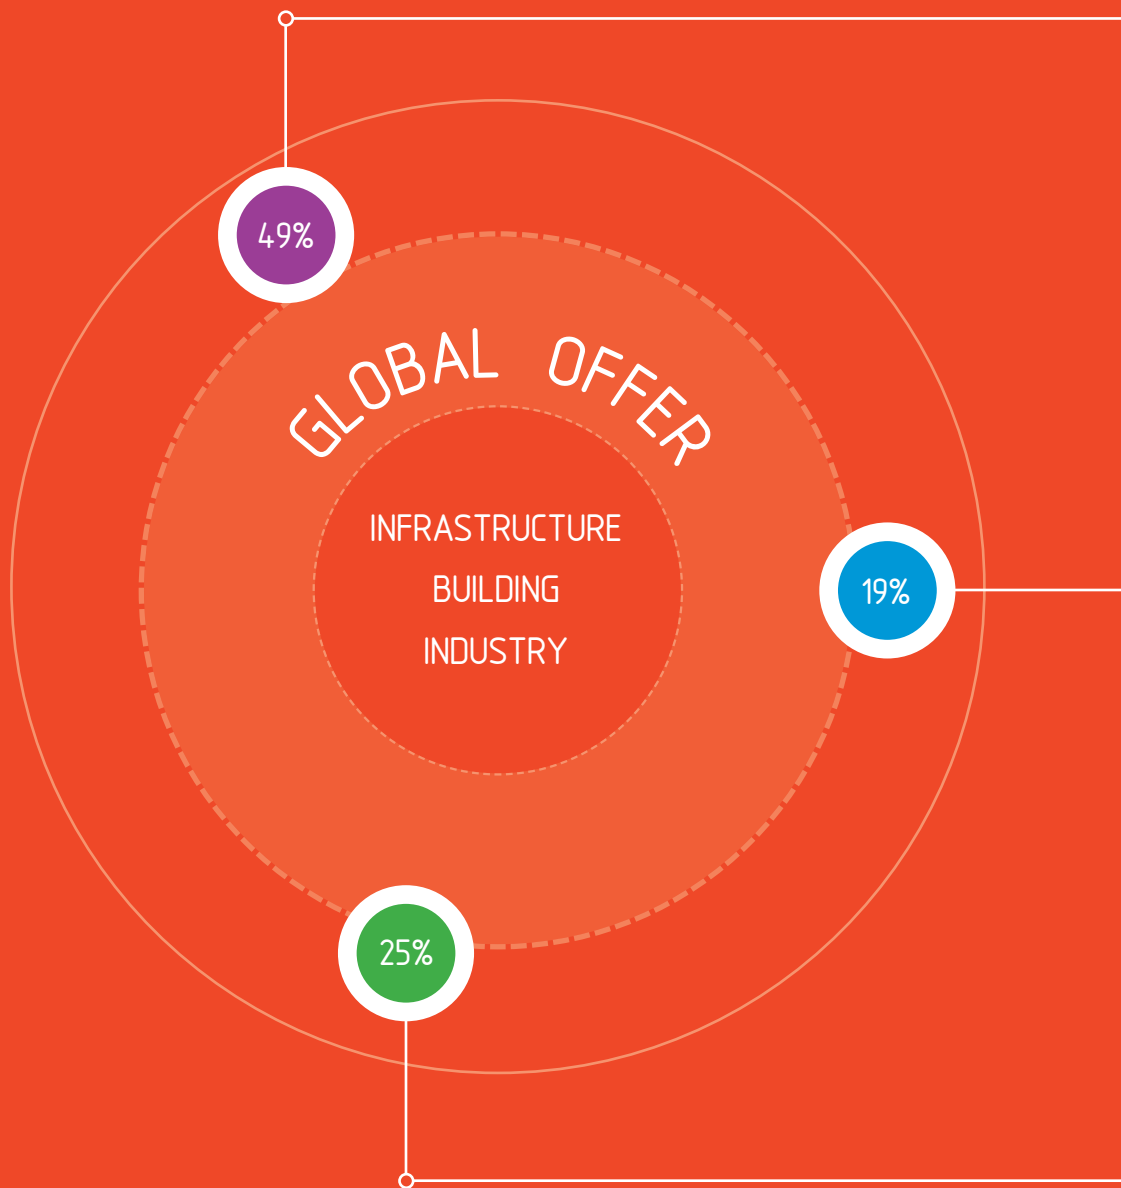 49%
GLOBAL OFFER
INFRASTRUCTURE
BUILDING
INDUSTRY
19%
25%